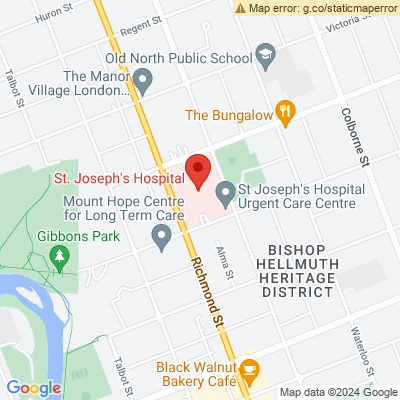 Map error: g.co/staticmaperror
Huron St
Regent St
Victoria St
Talbot St
Old North Public School
The Manor
Village London...
The Bungalow
Colborne St
St. Joseph's Hospital
Mount Hope Centre
for Long Term Care
St Joseph's Hospital
Urgent Care Centre
Gibbons Park
Alma St
BISHOP
HELLMUTH
HERITAGE
DISTRICT
Richmond St
Waterloo St
Talbot St
Black Walnut
Bakery Café
Google
Map data ©2024 Google